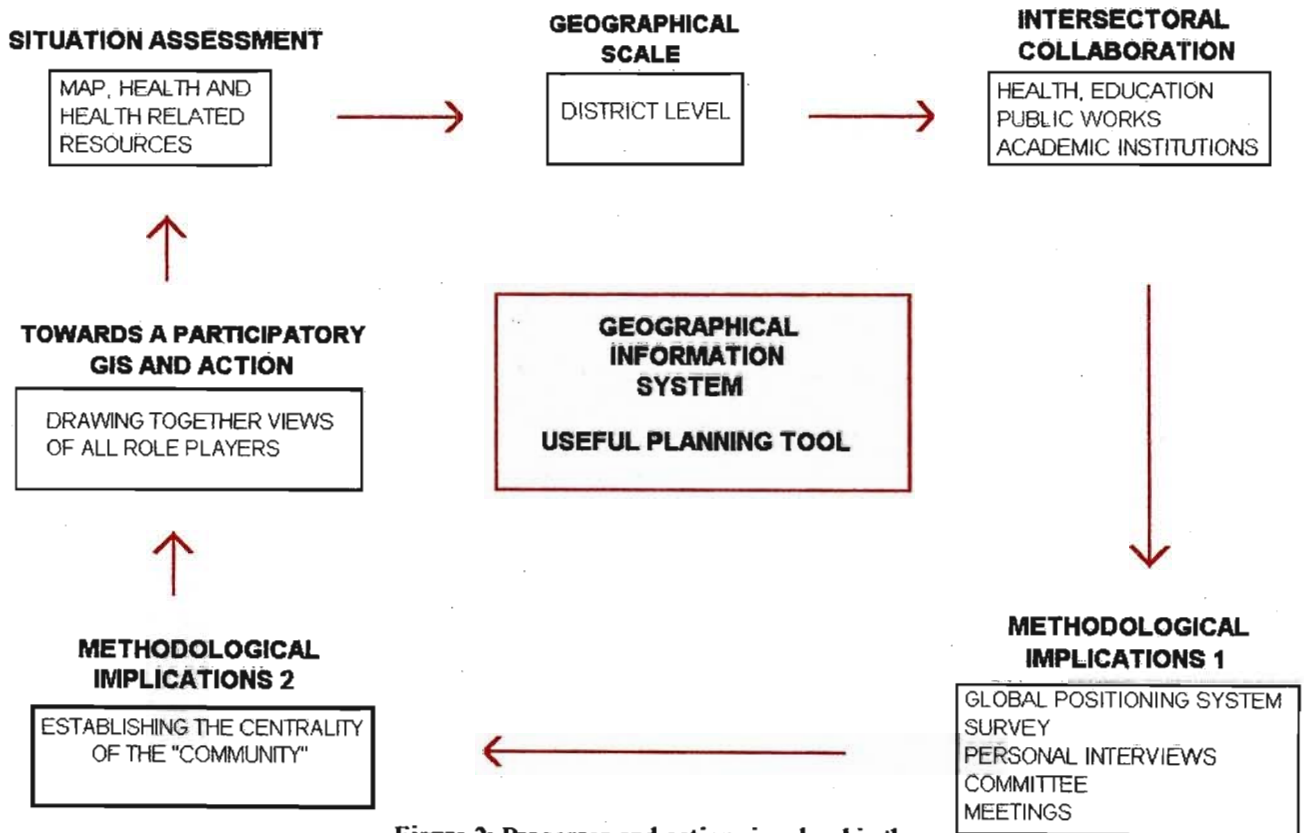 SITUATION ASSESSMENT
MAP, HEALTH AND
HEALTH RELATED
RESOURCES
GEOGRAPHICAL
SCALE
DISTRICT LEVEL
INTERSECTORAL
COLLABORATION
HEALTH, EDUCATION
PUBLIC WORKS
ACADEMIC INSTITUTIONS
TOWARDS A PARTICIPATORY
GIS AND ACTION
DRAWING TOGETHER VIEWS
OF ALL ROLE PLAYERS
GEOGRAPHICAL
INFORMATION
SYSTEM
USEFUL PLANNING TOOL
METHODOLOGICAL
IMPLICATIONS 2
ESTABLISHING THE CENTRALITY
OF THE "COMMUNITY"
METHODOLOGICAL
IMPLICATIONS 1
GLOBAL POSITIONING SYSTEM
SURVEY
PERSONAL INTERVIEWS
COMMITTEE
MEETINGS
Figure 2: Processes and actions involved in the